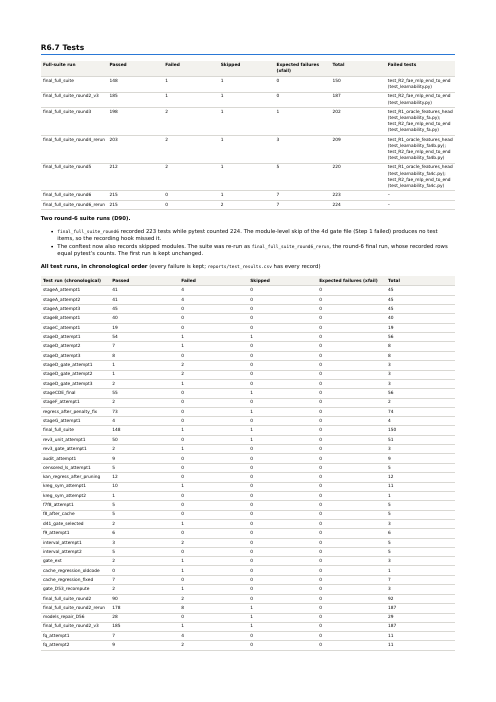 R6.7 Tests
Full-suite run Passed Failed Skipped Expected failures (xfail) Total Failed tests
final_full_suite 148 1 1 0 150 test_R2_fae_mlp_end_to_end (test_learnability.py)
final_full_suite_round2_v3 185 1 1 0 187 test_R2_fae_mlp_end_to_end (test_learnability.py)
final_full_suite_round3 198 2 1 1 202 test_R1_oracle_features_head (test_learnability_fa.py); test_R2_fae_mlp_end_to_end (test_learnability_fa.py)
final_full_suite_round4_rerun 203 2 1 3 209 test_R1_oracle_features_head (test_learnability_fa4b.py); test_R2_fae_mlp_end_to_end (test_learnability_fa4b.py)
final_full_suite_round5 212 2 1 5 220 test_R1_oracle_features_head (test_learnability_fa4c.py); test_R2_fae_mlp_end_to_end (test_learnability_fa4c.py)
final_full_suite_round6 215 0 1 7 223 –
final_full_suite_round6_rerun 215 0 2 7 224 –
Two round-6 suite runs (D90).
• final_full_suite_round6 recorded 223 tests while pytest counted 224. The module-level skip of the 4d gate file (Step 1 failed) produces no test
items, so the recording hook missed it.
• The conftest now also records skipped modules. The suite was re-run as final_full_suite_round6_rerun, the round-6 final run, whose recorded rows
equal pytest's counts. The first run is kept unchanged.
All test runs, in chronological order (every failure is kept; reports/test_results.csv has every record)
Test run (chronological) Passed Failed Skipped Expected failures (xfail) Total
stageA_attempt1 41 4 0 0 45
stageA_attempt2 41 4 0 0 45
stageA_attempt3 45 0 0 0 45
stageB_attempt1 40 0 0 0 40
stageC_attempt1 19 0 0 0 19
stageD_attempt1 54 1 1 0 56
stageD_attempt2 7 1 0 0 8
stageD_attempt3 8 0 0 0 8
stageD_gate_attempt1 1 2 0 0 3
stageD_gate_attempt2 1 2 0 0 3
stageD_gate_attempt3 2 1 0 0 3
stageCDE_final 55 0 1 0 56
stageF_attempt1 2 0 0 0 2
regress_after_penalty_fix 73 0 1 0 74
stageG_attempt1 4 0 0 0 4
final_full_suite 148 1 1 0 150
rev3_unit_attempt1 50 0 1 0 51
rev3_gate_attempt1 2 1 0 0 3
audit_attempt1 9 0 0 0 9
censored_ls_attempt1 5 0 0 0 5
kan_regress_after_pruning 12 0 0 0 12
kmg_sym_attempt1 10 1 0 0 11
kmg_sym_attempt2 1 0 0 0 1
f7f8_attempt1 5 0 0 0 5
f8_after_cache 5 0 0 0 5
d41_gate_selected 2 1 0 0 3
f9_attempt1 6 0 0 0 6
interval_attempt1 3 2 0 0 5
interval_attempt2 5 0 0 0 5
gate_ext 2 1 0 0 3
cache_regression_oldcode 0 1 0 0 1
cache_regression_fixed 7 0 0 0 7
gate_D53_recompute 2 1 0 0 3
final_full_suite_round2 90 2 0 0 92
final_full_suite_round2_rerun 178 8 1 0 187
models_repair_D56 28 0 1 0 29
final_full_suite_round2_v3 185 1 1 0 187
fq_attempt1 7 4 0 0 11
fq_attempt2 9 2 0 0 11